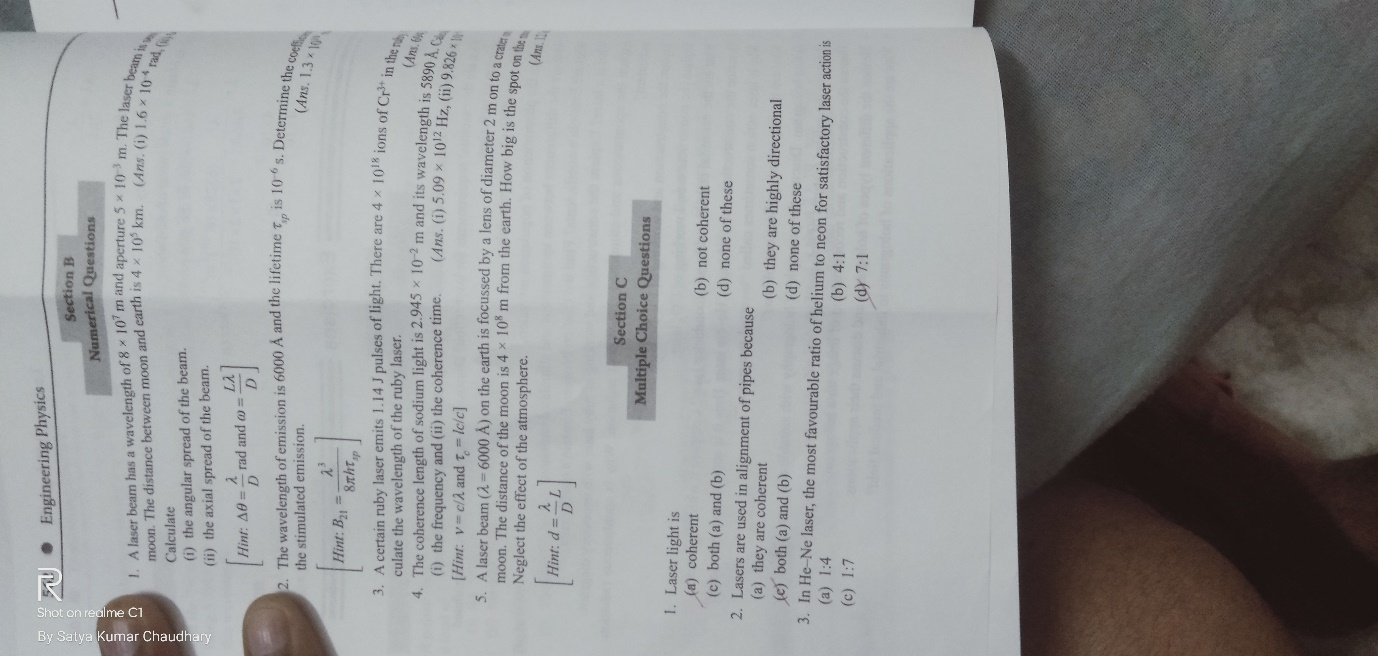 ● Engineering Physics
Section B
Numerical Questions
1. A laser beam has a wavelength of 8 × 10⁷ m and aperture 5 × 10⁻³ m. The laser beam is
moon. The distance between moon and earth is 4 × 10⁵ km. (Ans. (i) 1.6 × 10⁻⁴ rad,
Calculate
(i) the angular spread of the beam.
(ii) the axial spread of the beam.
[Hint: Δθ = λ/D rad and ω = Lλ/D]
2. The wavelength of emission is 6000 Å and the lifetime τsp is 10⁻⁶ s. Determine the
the stimulated emission. (Ans. 1.3 ×
[Hint: B₂₁ = λ³/8πhτsp]
3. A certain ruby laser emits 1.14 J pulses of light. There are 4 × 10¹⁸ ions of Cr³⁺ in the
culate the wavelength of the ruby laser. (Ans.
4. The coherence length of sodium light is 2.945 × 10⁻² m and its wavelength is 5890 Å.
(i) the frequency and (ii) the coherence time. (Ans. (i) 5.09 × 10¹² Hz, (ii) 9.826 ×
[Hint: ν = c/λ and τc = lc/c]
5. A laser beam (λ = 6000 Å) on the earth is focussed by a lens of diameter 2 m on to a crater
moon. The distance of the moon is 4 × 10⁸ m from the earth. How big is the spot on the
Neglect the effect of the atmosphere. (Ans.
[Hint: d = λ/D L]
Section C
Multiple Choice Questions
1. Laser light is
(a) coherent (b) not coherent
(c) both (a) and (b) (d) none of these
2. Lasers are used in alignment of pipes because
(a) they are coherent (b) they are highly directional
(c) both (a) and (b) (d) none of these
3. In He–Ne laser, the most favourable ratio of helium to neon for satisfactory laser action is
(a) 1:4 (b) 4:1
(c) 1:7 (d) 7:1
R
Shot on realme C1
By Satya Kumar Chaudhary